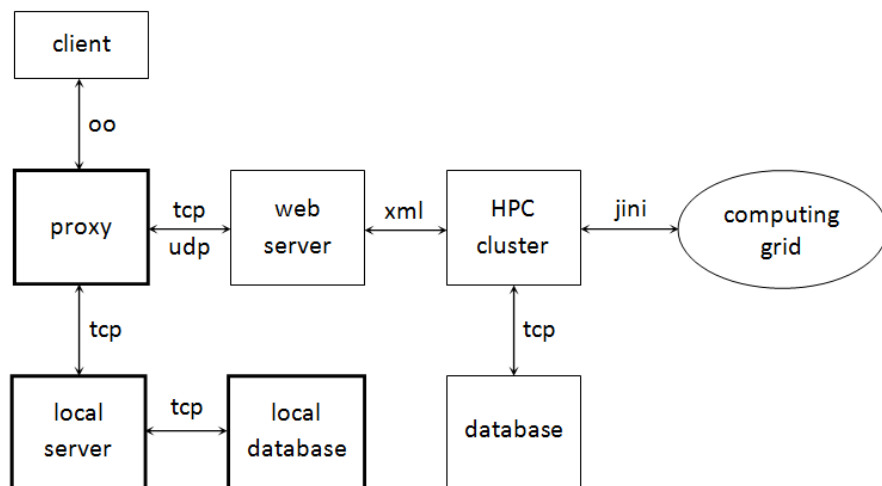 client
oo
proxy
tcp
udp
web
server
xml
HPC
cluster
jini
computing
grid
tcp
tcp
local
server
tcp
local
database
database